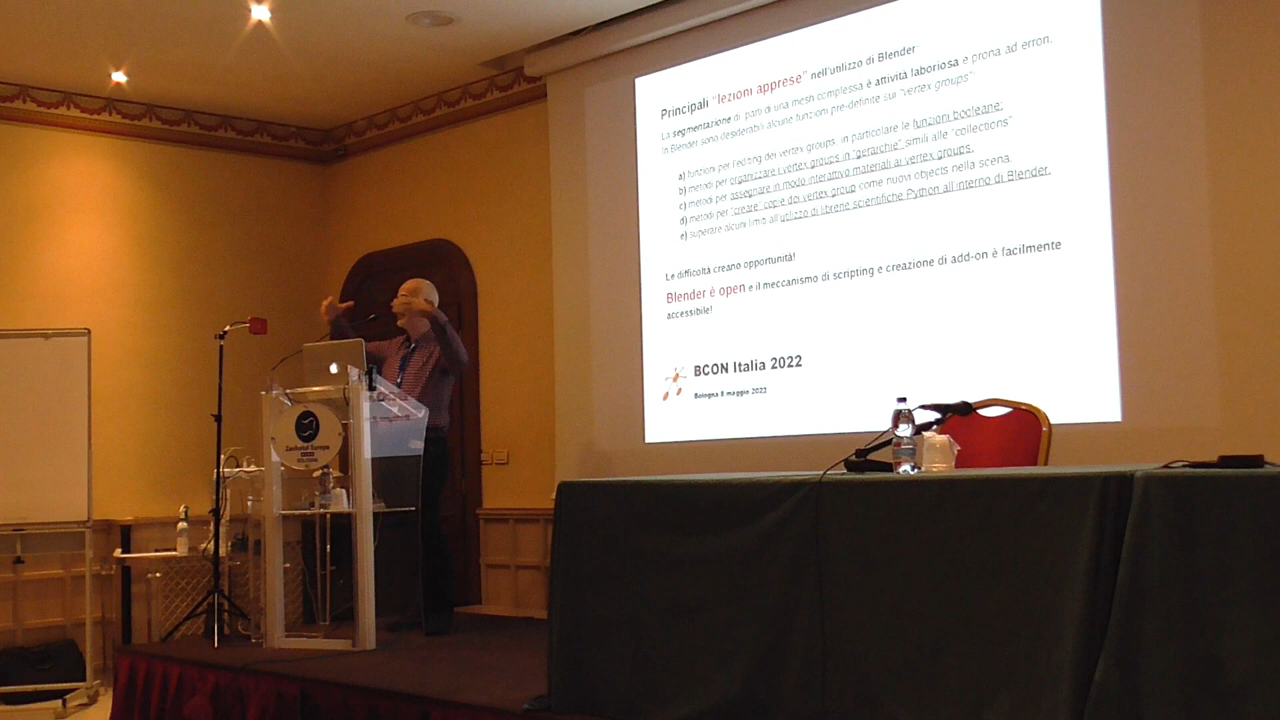 Principali "lezioni apprese" nell'utilizzo di Blender:
La segmentazione di parti di una mesh complessa è attività laboriosa e prona ad errori.
In Blender sono desiderabili alcune funzioni pre-definite sui "vertex groups":
a) funzioni per l'editing dei vertex groups, in particolare le funzioni booleane;
b) metodi per organizzare i vertex groups in "gerarchie" simili alle "collections"
c) metodi per assegnare in modo interattivo materiali ai vertex groups.
d) metodi per "creare" copie dei vertex group come nuovi objects nella scena.
e) superare alcuni limiti all'utilizzo di librerie scientifiche Python all'interno di Blender.
Le difficoltà creano opportunità!
Blender è open e il meccanismo di scripting e creazione di add-on è facilmente
accessibile!
BCON Italia 2022
Bologna 8 maggio 2022
Zanhotel Europa
BOLOGNA